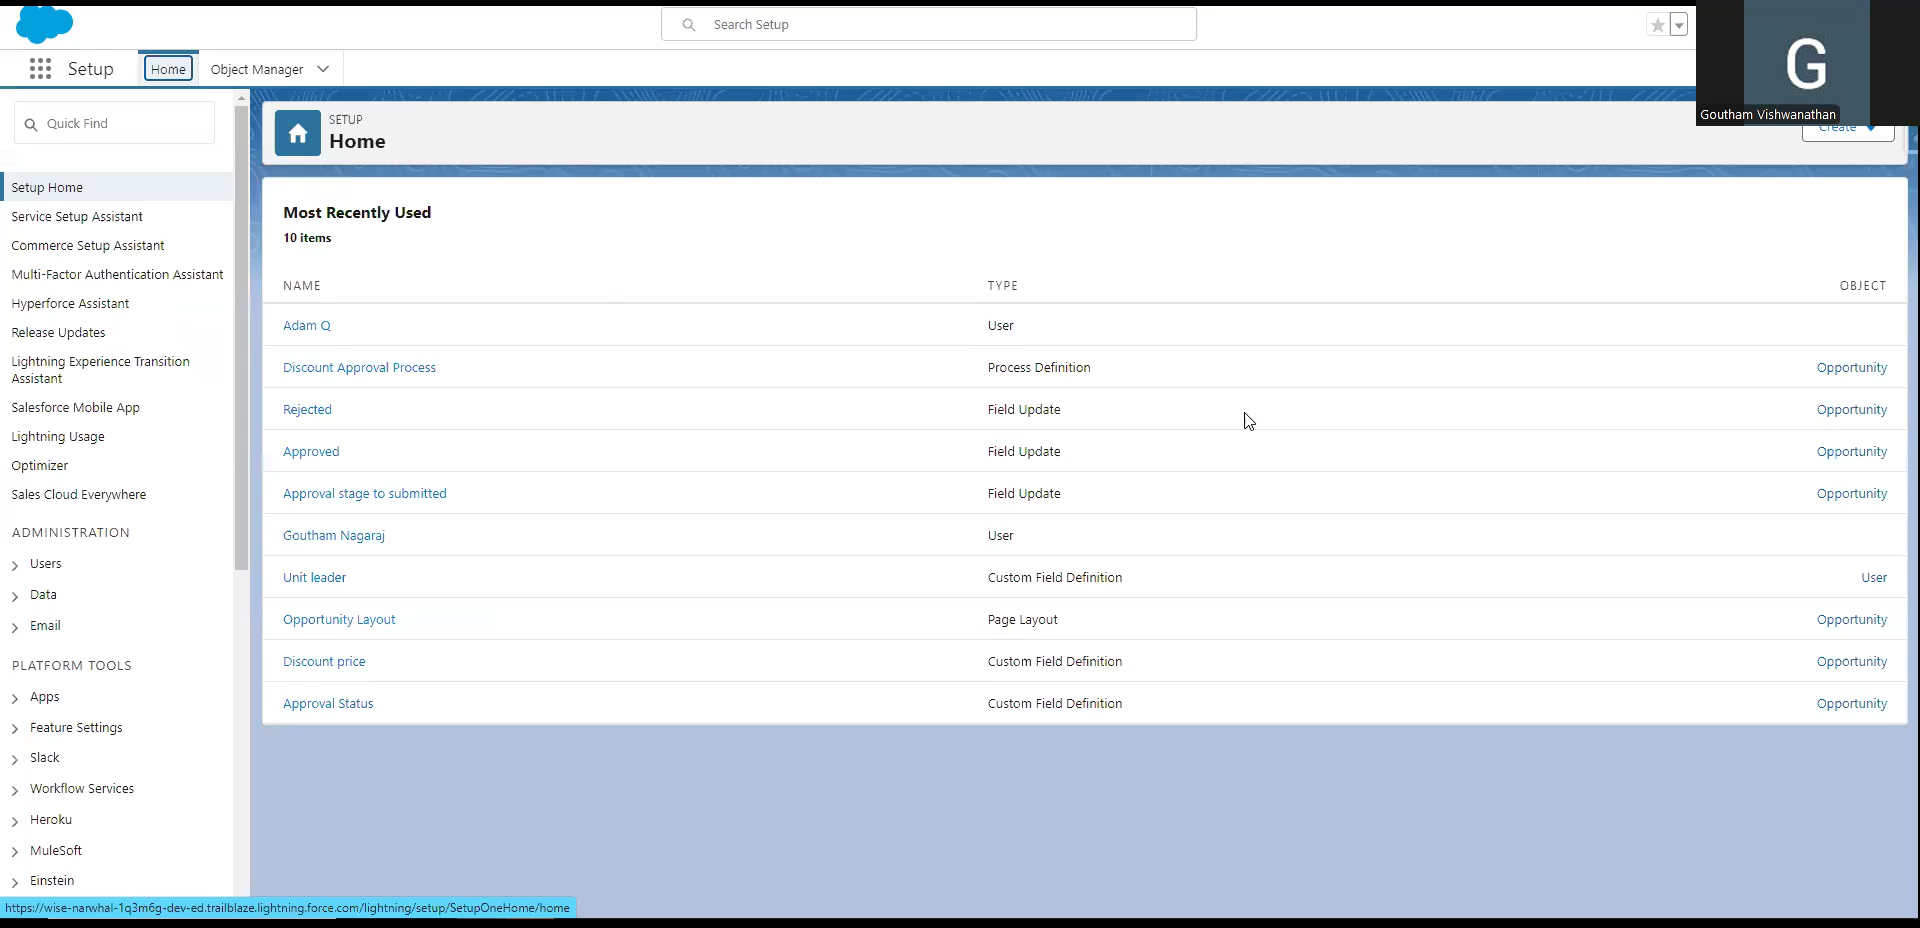 Search Setup
G
Goutham Vishwanathan
Setup
Home
Object Manager
Quick Find
SETUP
Home
Create
Setup Home
Service Setup Assistant
Commerce Setup Assistant
Multi-Factor Authentication Assistant
Hyperforce Assistant
Release Updates
Lightning Experience Transition
Assistant
Salesforce Mobile App
Lightning Usage
Optimizer
Sales Cloud Everywhere
ADMINISTRATION
Users
Data
Email
PLATFORM TOOLS
Apps
Feature Settings
Slack
Workflow Services
Heroku
MuleSoft
Einstein
Most Recently Used
10 items
NAME TYPE OBJECT
Adam Q User
Discount Approval Process Process Definition Opportunity
Rejected Field Update Opportunity
Approved Field Update Opportunity
Approval stage to submitted Field Update Opportunity
Goutham Nagaraj User
Unit leader Custom Field Definition User
Opportunity Layout Page Layout Opportunity
Discount price Custom Field Definition Opportunity
Approval Status Custom Field Definition Opportunity
https://wise-narwhal-1q3m6g-dev-ed.trailblaze.lightning.force.com/lightning/setup/SetupOneHome/home